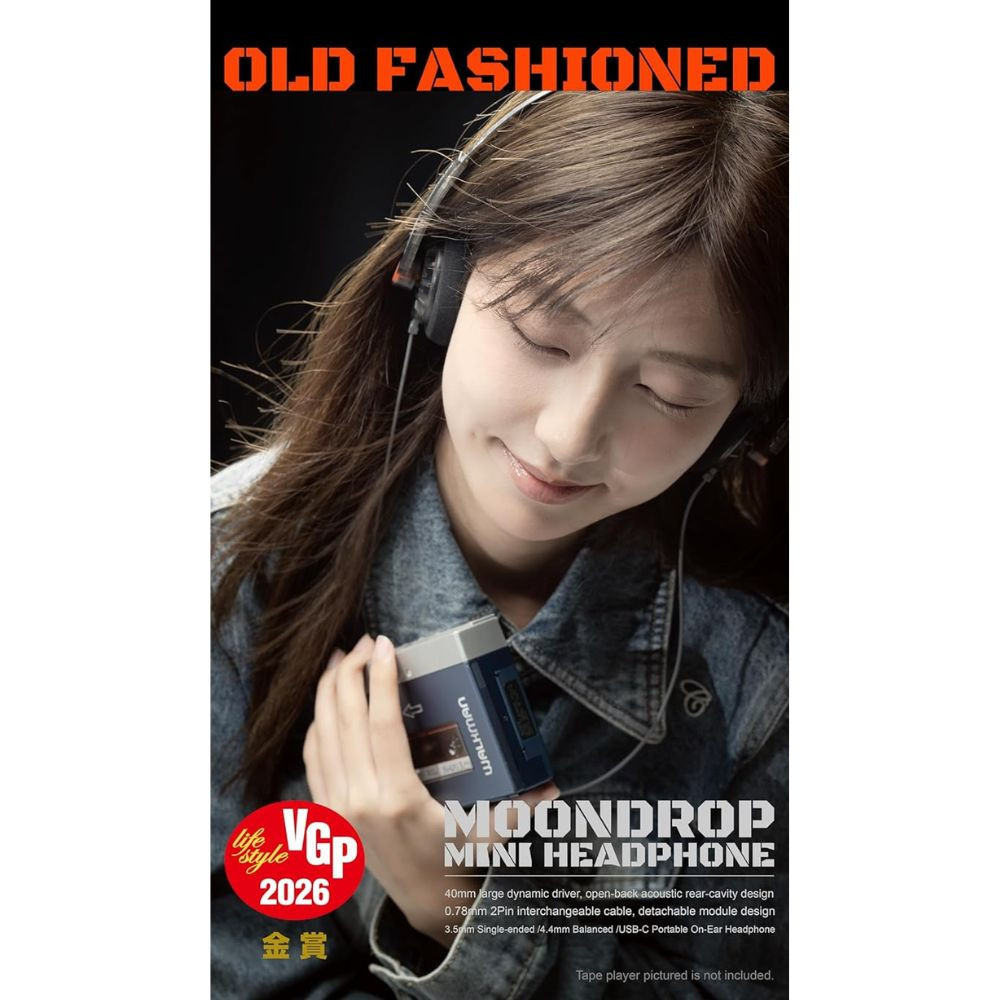 OLD FASHIONED
WALKMAN
life
style
VGP
2026
金賞
MOONDROP
MINI HEADPHONE
40mm large dynamic driver, open-back acoustic rear-cavity design
0.78mm 2Pin interchangeable cable, detachable module design
3.5mm Single-ended /4.4mm Balanced /USB-C Portable On-Ear Headphone
Tape player pictured is not included.